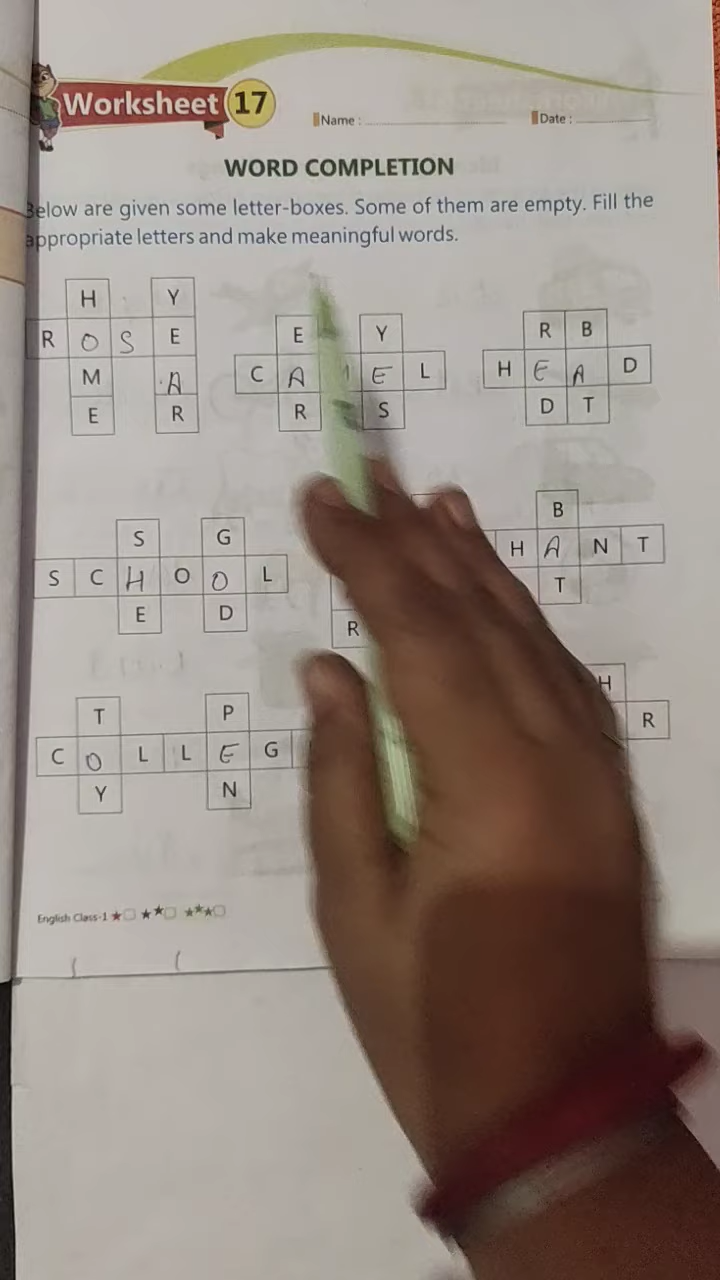 Worksheet 17
Name : Date :
WORD COMPLETION
Below are given some letter-boxes. Some of them are empty. Fill the
appropriate letters and make meaningful words.
H Y
R O S E
M A
E R
E Y
C A E L
R S
R B
H E A D
D T
S G
S C H O O L
E D
R
B
H A N T
T
T P
C O L L E G
Y N
H
R
English Class-1